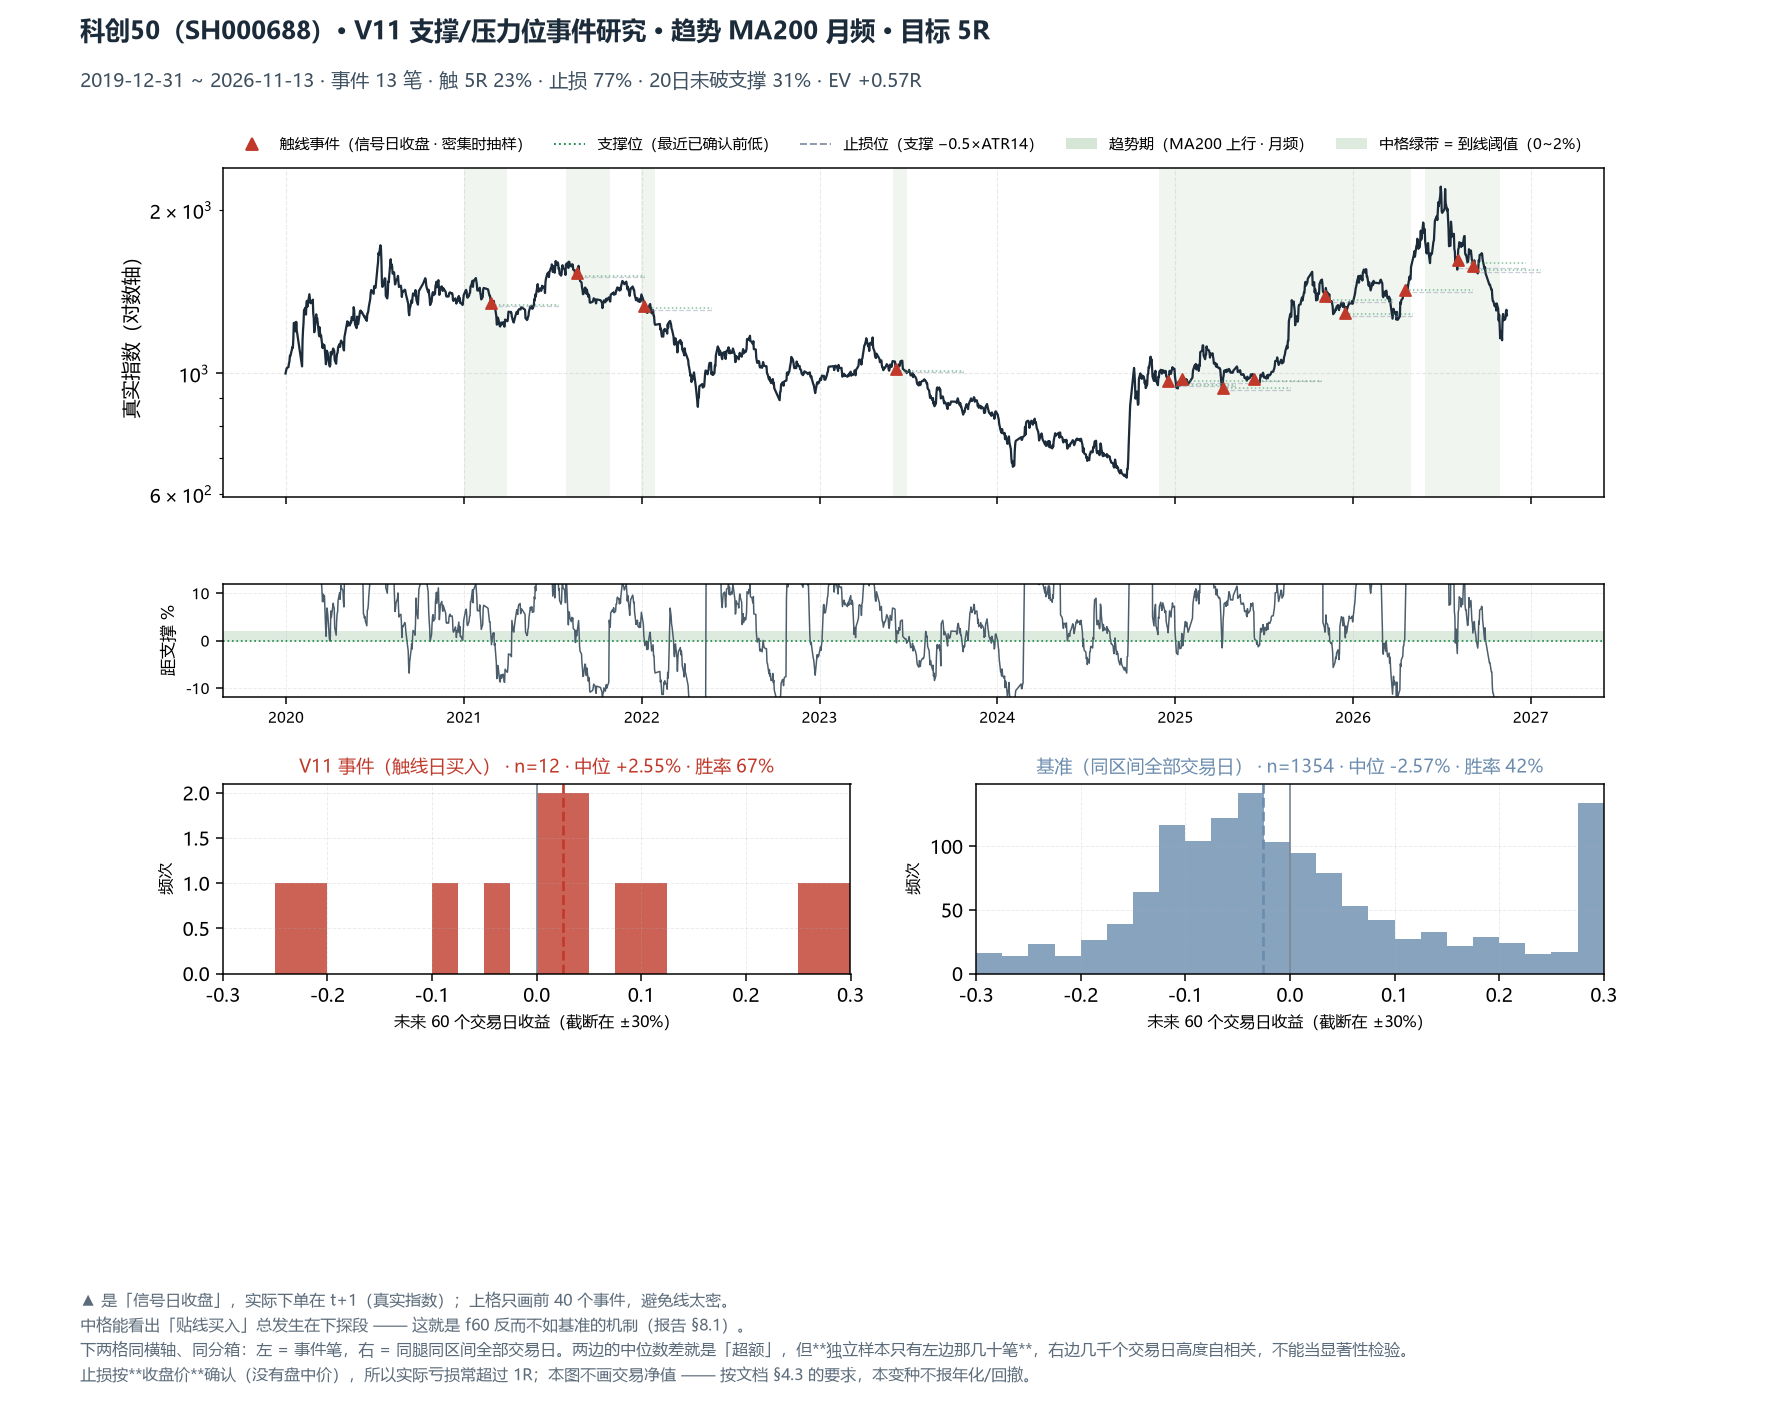 科创50（SH000688）• V11 支撑/压力位事件研究 • 趋势 MA200 月频 • 目标 5R
2019-12-31 ~ 2026-11-13 · 事件 13 笔 · 触 5R 23% · 止损 77% · 20日未破支撑 31% · EV +0.57R
触线事件（信号日收盘 · 密集时抽样）
支撑位（最近已确认前低）
止损位（支撑 −0.5×ATR14）
趋势期（MA200 上行 · 月频）
中格绿带 = 到线阈值（0~2%）
真实指数（对数轴）
2 × 10³
10³
6 × 10²
距支撑 %
10
0
-10
2020 2021 2022 2023 2024 2025 2026 2027
V11 事件（触线日买入） · n=12 · 中位 +2.55% · 胜率 67%
频次
2.0
1.5
1.0
0.5
0.0
-0.3 -0.2 -0.1 0.0 0.1 0.2 0.3
未来 60 个交易日收益（截断在 ±30%）
基准（同区间全部交易日） · n=1354 · 中位 -2.57% · 胜率 42%
频次
100
50
0
-0.3 -0.2 -0.1 0.0 0.1 0.2 0.3
未来 60 个交易日收益（截断在 ±30%）
▲ 是「信号日收盘」，实际下单在 t+1（真实指数）；上格只画前 40 个事件，避免线太密。
中格能看出「贴线买入」总发生在下探段 —— 这就是 f60 反而不如基准的机制（报告 §8.1）。
下两格同横轴、同分箱：左 = 事件笔，右 = 同腿同区间全部交易日。两边的中位数差就是「超额」，但**独立样本只有左边那几十笔**，右边几千个交易日高度自相关，不能当显著性检验。
止损按**收盘价**确认（没有盘中价），所以实际亏损常超过 1R；本图不画交易净值 —— 按文档 §4.3 的要求，本变种不报年化/回撤。